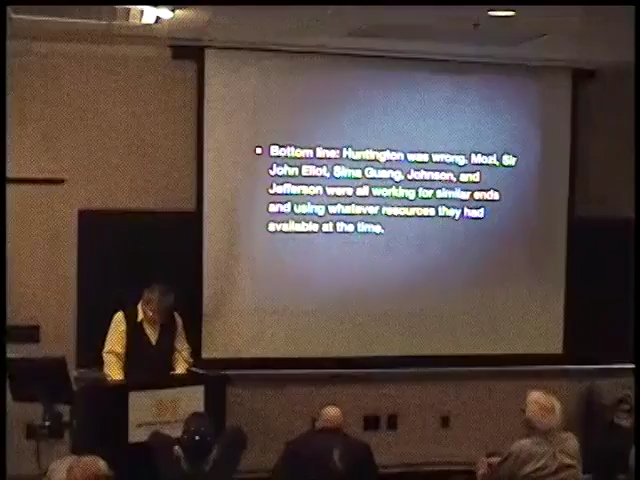 Bottom line: Huntington was wrong. Mozi, Sir
John Eliot, Sima Guang, Johnson, and
Jefferson were all working for similar ends
and using whatever resources they had
available at the time.